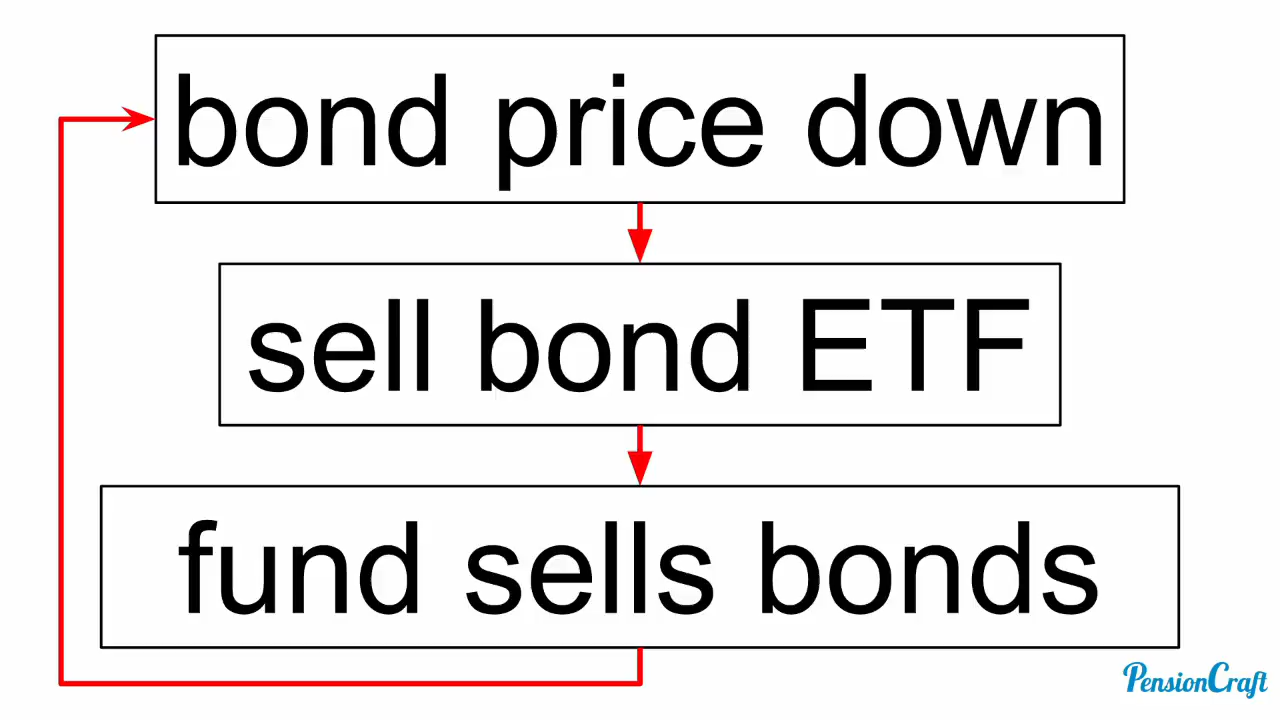 bond price down
sell bond ETF
fund sells bonds
PensionCraft